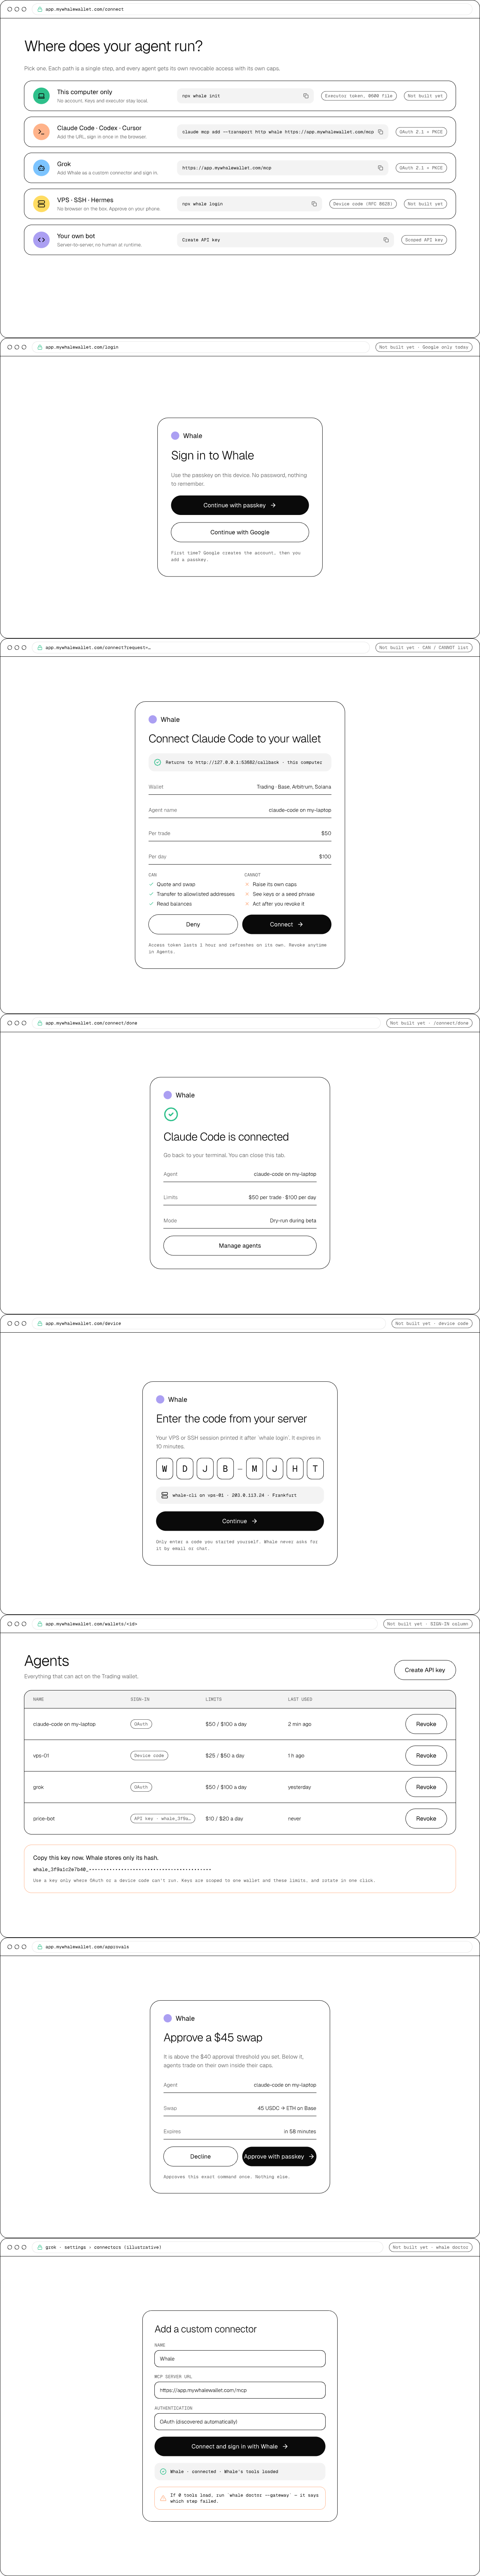 app.mywhalewallet.com/connect
Where does your agent run?
Pick one. Each path is a single step, and every agent gets its own revocable access with its own caps.
This computer only
No account. Keys and executor stay local.
npx whale init
Executor token, 0600 file
Not built yet
Claude Code · Codex · Cursor
Add the URL, sign in once in the browser.
claude mcp add --transport http whale https://app.mywhalewallet.com/mcp
OAuth 2.1 + PKCE
Grok
Add Whale as a custom connector and sign in.
https://app.mywhalewallet.com/mcp
OAuth 2.1 + PKCE
VPS · SSH · Hermes
No browser on the box. Approve on your phone.
npx whale login
Device code (RFC 8628)
Not built yet
Your own bot
Server-to-server, no human at runtime.
Create API key
Scoped API key
app.mywhalewallet.com/login
Not built yet · Google only today
Whale
Sign in to Whale
Use the passkey on this device. No password, nothing
to remember.
Continue with passkey →
Continue with Google
First time? Google creates the account, then you
add a passkey.
app.mywhalewallet.com/connect?request=…
Not built yet · CAN / CANNOT list
Whale
Connect Claude Code to your wallet
Returns to http://127.0.0.1:53682/callback · this computer
Wallet
Trading · Base, Arbitrum, Solana
Agent name
claude-code on my-laptop
Per trade
$50
Per day
$100
CAN
CANNOT
Quote and swap
Raise its own caps
Transfer to allowlisted addresses
See keys or a seed phrase
Read balances
Act after you revoke it
Deny
Connect →
Access token lasts 1 hour and refreshes on its own. Revoke anytime
in Agents.
app.mywhalewallet.com/connect/done
Not built yet · /connect/done
Whale
Claude Code is connected
Go back to your terminal. You can close this tab.
Agent
claude-code on my-laptop
Limits
$50 per trade · $100 per day
Mode
Dry-run during beta
Manage agents
app.mywhalewallet.com/device
Not built yet · device code
Whale
Enter the code from your server
Your VPS or SSH session printed it after `whale login`. It expires in
10 minutes.
W D J B – M J H T
whale-cli on vps-01 · 203.0.113.24 · Frankfurt
Continue →
Only enter a code you started yourself. Whale never asks for
it by email or chat.
app.mywhalewallet.com/wallets/<id>
Not built yet · SIGN-IN column
Agents
Everything that can act on the Trading wallet.
Create API key
NAME
SIGN-IN
LIMITS
LAST USED
claude-code on my-laptop
OAuth
$50 / $100 a day
2 min ago
Revoke
vps-01
Device code
$25 / $50 a day
1 h ago
Revoke
grok
OAuth
$50 / $100 a day
yesterday
Revoke
price-bot
API key · whale_3f9a…
$10 / $20 a day
never
Revoke
Copy this key now. Whale stores only its hash.
Use a key only where OAuth or a device code can't run. Keys are scoped to one wallet and these limits, and rotate in one click.
app.mywhalewallet.com/approvals
Whale
Approve a $45 swap
It is above the $40 approval threshold you set. Below it,
agents trade on their own inside their caps.
Agent
claude-code on my-laptop
Swap
45 USDC → ETH on Base
Expires
in 58 minutes
Decline
Approve with passkey →
Approves this exact command once. Nothing else.
grok · settings › connectors (illustrative)
Not built yet · whale doctor
Add a custom connector
NAME
Whale
MCP SERVER URL
https://app.mywhalewallet.com/mcp
AUTHENTICATION
OAuth (discovered automatically)
Connect and sign in with Whale →
Whale · connected · Whale's tools loaded
If 0 tools load, run `whale doctor --gateway` — it says
which step failed.